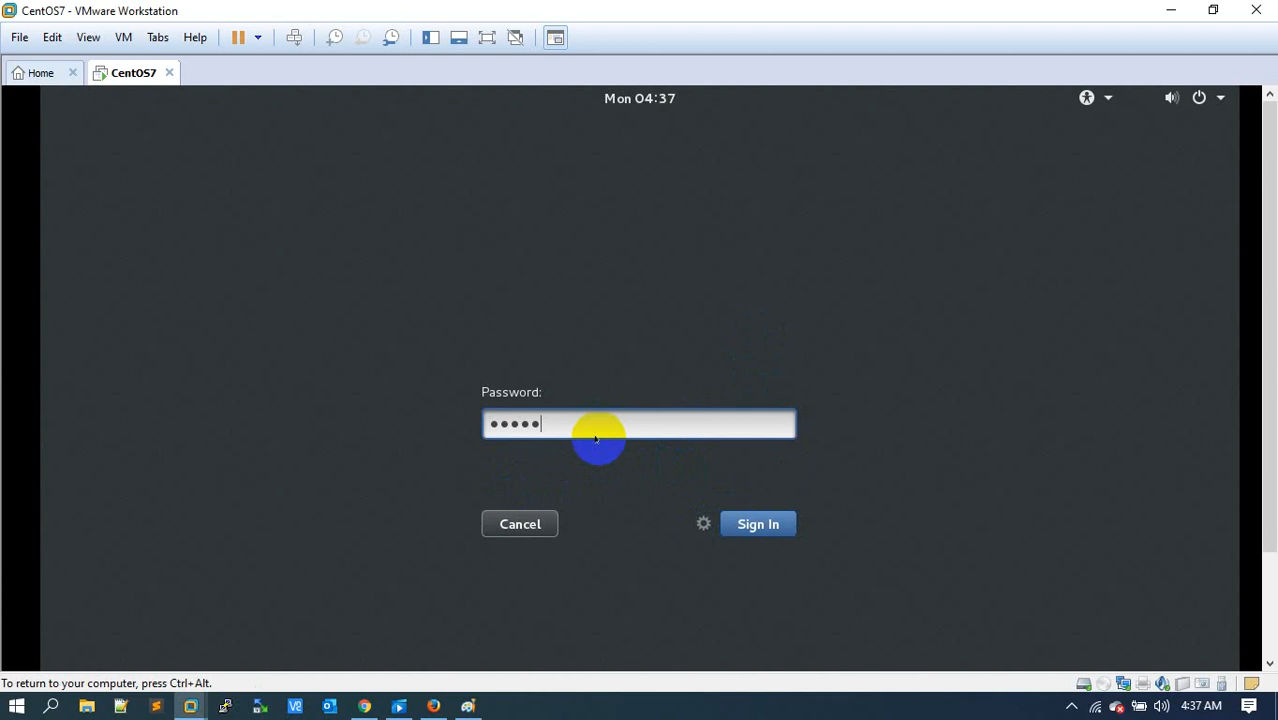 CentOS7 - VMware Workstation
File Edit View VM Tabs Help
Home CentOS7
Mon 04:37
Password:
●●●●●
Cancel Sign In
To return to your computer, press Ctrl+Alt.
4:37 AM